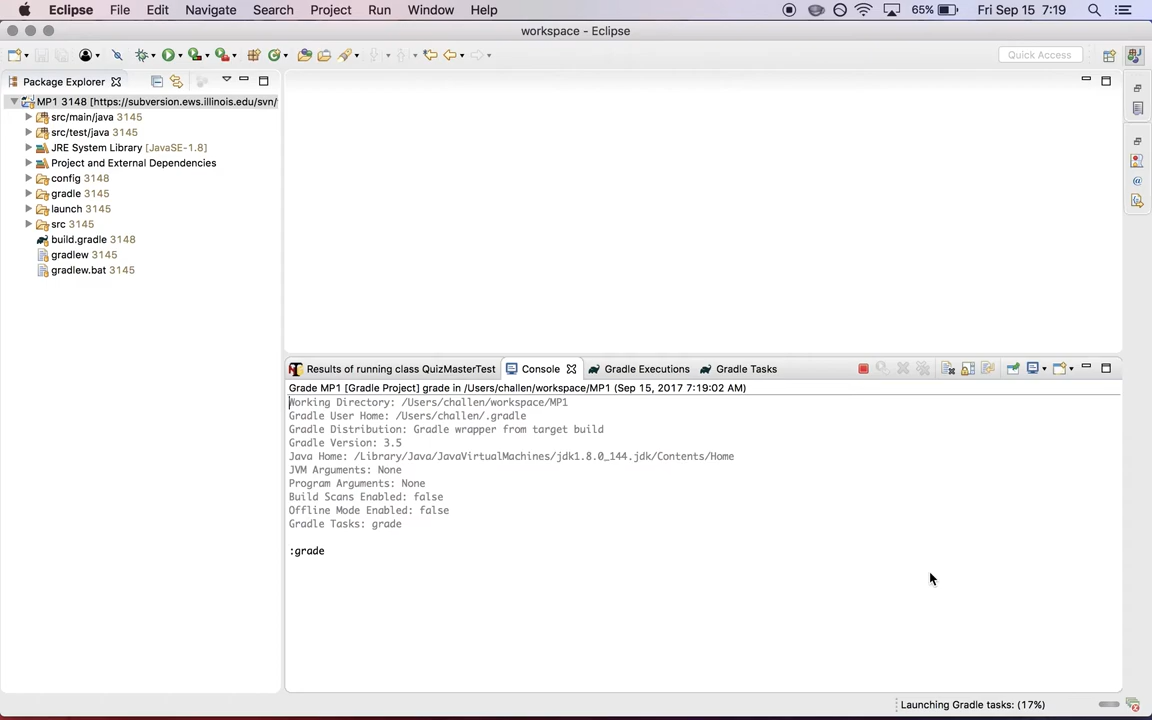 Eclipse File Edit Navigate Search Project Run Window Help 65% Fri Sep 15 7:19
workspace - Eclipse
Quick Access
Package Explorer
MP1 3148 [https://subversion.ews.illinois.edu/svn/
src/main/java 3145
src/test/java 3145
JRE System Library [JavaSE-1.8]
Project and External Dependencies
config 3148
gradle 3145
launch 3145
src 3145
build.gradle 3148
gradlew 3145
gradlew.bat 3145
Results of running class QuizMasterTest Console Gradle Executions Gradle Tasks
Grade MP1 [Gradle Project] grade in /Users/challen/workspace/MP1 (Sep 15, 2017 7:19:02 AM)
Working Directory: /Users/challen/workspace/MP1
Gradle User Home: /Users/challen/.gradle
Gradle Distribution: Gradle wrapper from target build
Gradle Version: 3.5
Java Home: /Library/Java/JavaVirtualMachines/jdk1.8.0_144.jdk/Contents/Home
JVM Arguments: None
Program Arguments: None
Build Scans Enabled: false
Offline Mode Enabled: false
Gradle Tasks: grade
:grade
Launching Gradle tasks: (17%)